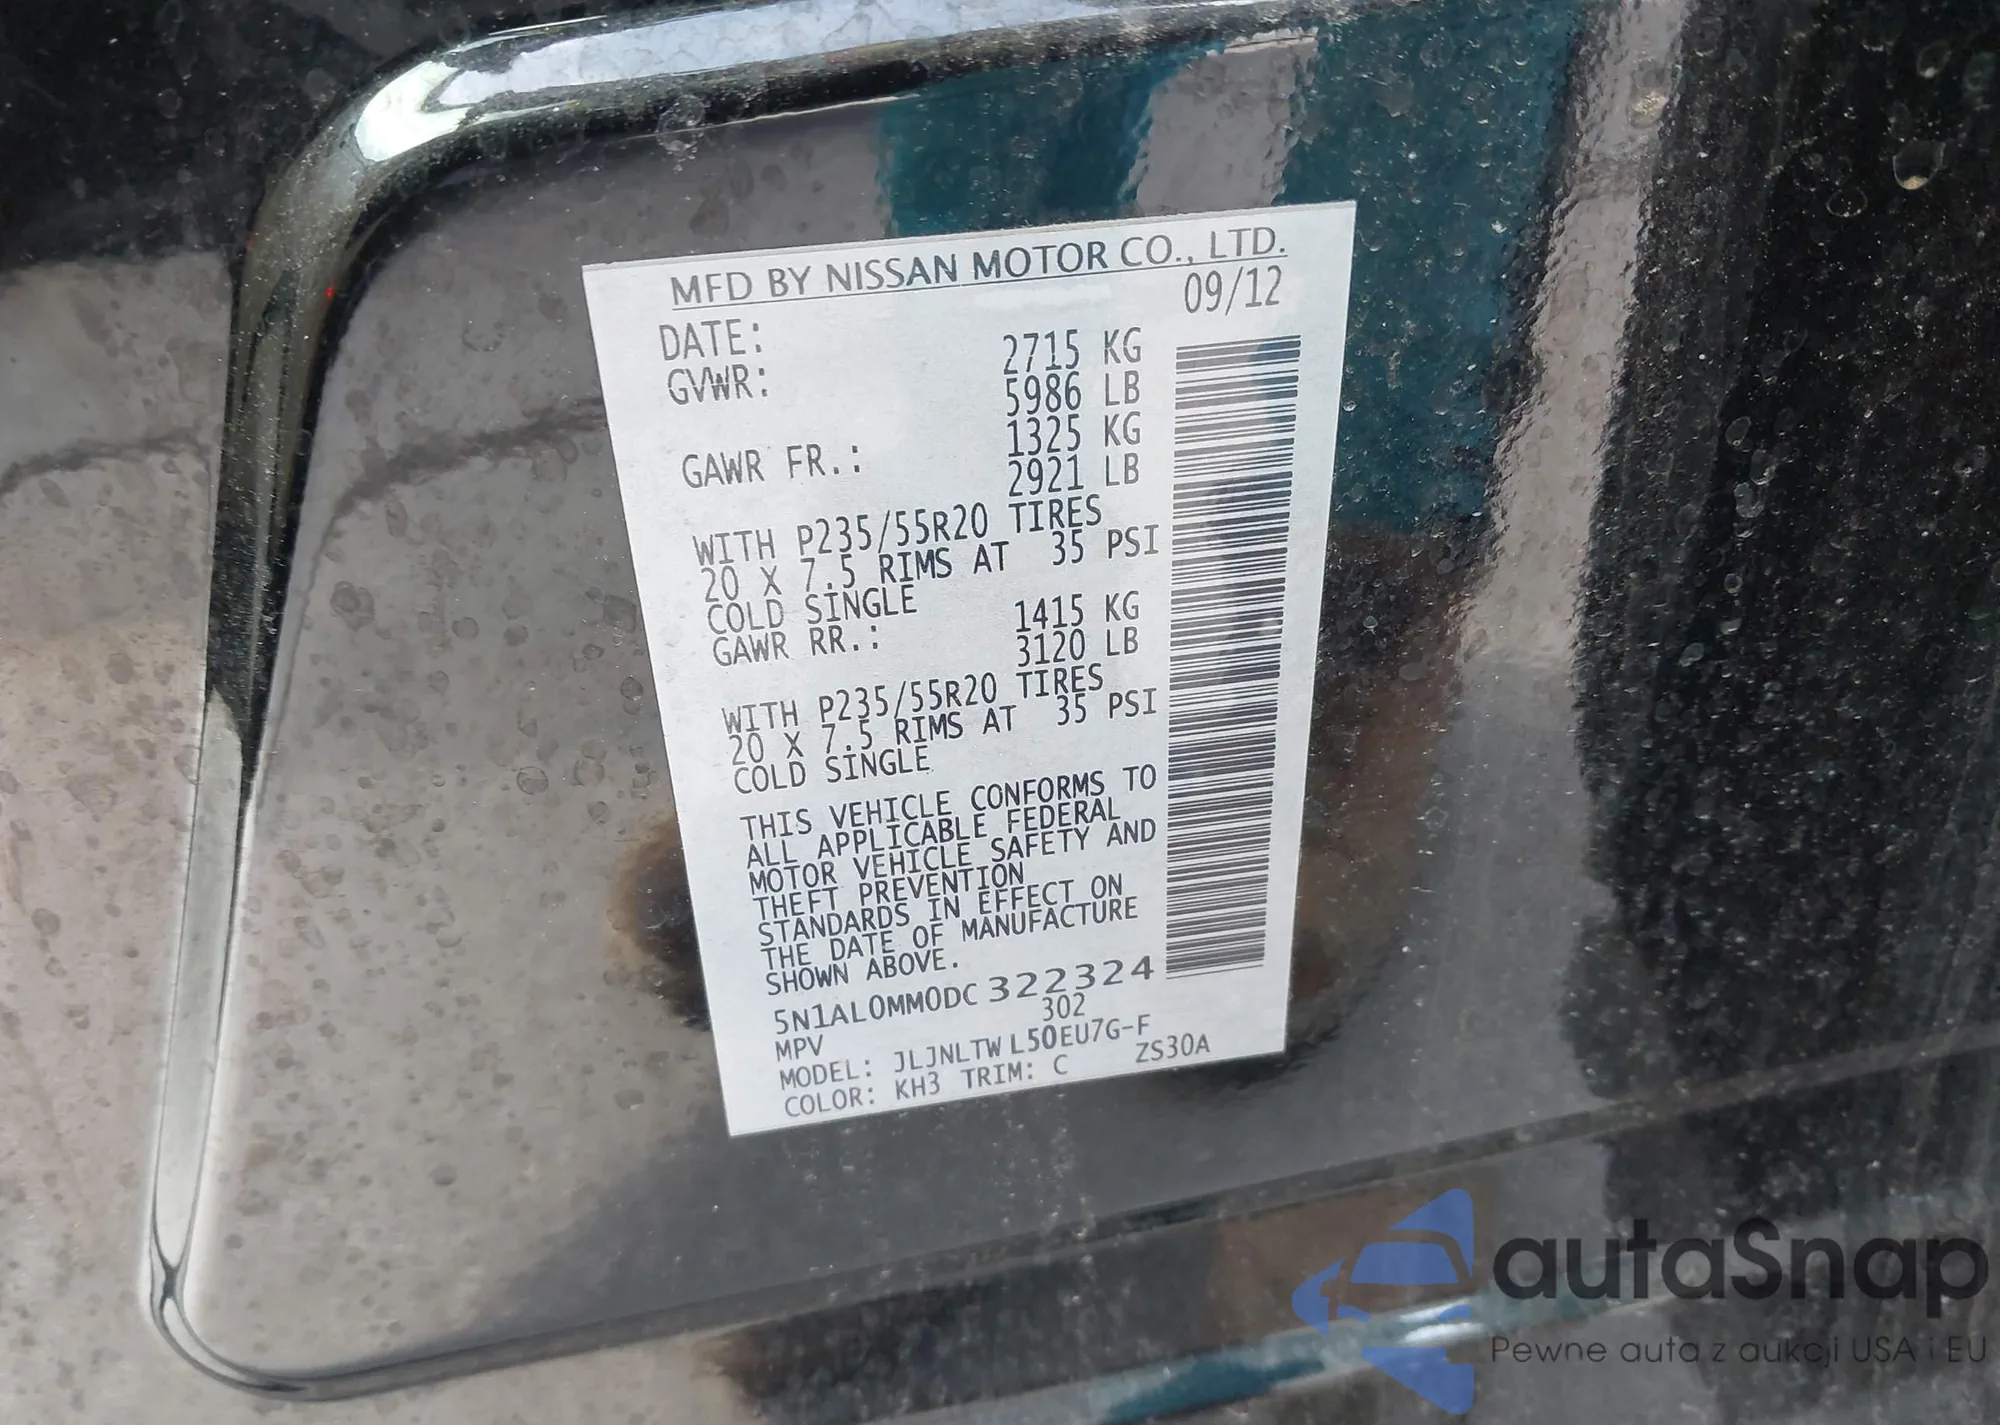 MFD BY NISSAN MOTOR CO., LTD.
DATE: 09/12
GVWR: 2715 KG
5986 LB
GAWR FR.: 1325 KG
2921 LB
WITH P235/55R20 TIRES
20 X 7.5 RIMS AT 35 PSI
COLD SINGLE
GAWR RR.: 1415 KG
3120 LB
WITH P235/55R20 TIRES
20 X 7.5 RIMS AT 35 PSI
COLD SINGLE
THIS VEHICLE CONFORMS TO
ALL APPLICABLE FEDERAL
MOTOR VEHICLE SAFETY AND
THEFT PREVENTION
STANDARDS IN EFFECT ON
THE DATE OF MANUFACTURE
SHOWN ABOVE.
5N1AL0MM0DC 322324
MPV 302
MODEL: JLJNLTW L50EU7G-F
COLOR: KH3 TRIM: C ZS30A
autaSnap
Pewne auta z aukcji USA i EU